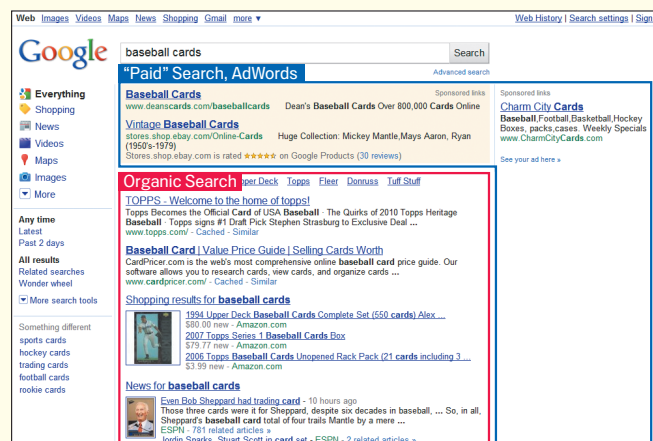 Web Images Videos Maps News Shopping Gmail more ▼
Web History | Search settings | Sign
Google
baseball cards
Search
"Paid" Search, AdWords
Advanced search
Everything
Shopping
News
Videos
Maps
Images
More
Any time
Latest
Past 2 days
All results
Related searches
Wonder wheel
More search tools
Something different
sports cards
hockey cards
trading cards
football cards
rookie cards
Baseball Cards
Sponsored links
www.deanscards.com/baseballcards Dean's Baseball Cards Over 800,000 Cards Online
Vintage Baseball Cards
stores.shop.ebay.com/Online-Cards Huge Collection: Mickey Mantle,Mays Aaron, Ryan
(1950's-1979)
Stores.shop.ebay.com is rated ★★★★★ on Google Products (30 reviews)
Sponsored links
Charm City Cards
Baseball,Football,Basketball,Hockey
Boxes, packs,cases. Weekly Specials
www.CharmCityCards.com
See your ad here »
Organic Search
per Deck Topps Fleer Donruss Tuff Stuff
TOPPS - Welcome to the home of topps!
Topps Becomes the Official Card of USA Baseball · The Quirks of 2010 Topps Heritage
Baseball · Topps signs #1 Draft Pick Stephen Strasburg to Exclusive Deal ...
www.topps.com/ - Cached - Similar
Baseball Card | Value Price Guide | Selling Cards Worth
CardPricer.com is the web's most comprehensive online baseball card price guide. Our
software allows you to research cards, view cards, and organize cards ...
www.cardpricer.com/ - Cached - Similar
Shopping results for baseball cards
1994 Upper Deck Baseball Cards Complete Set (550 cards) Alex ...
$80.00 new - Amazon.com
2007 Topps Series 1 Baseball Cards Box
$79.77 new - Amazon.com
2006 Topps Baseball Cards Unopened Rack Pack (21 cards including 3 ...
$3.99 new - Amazon.com
News for baseball cards
Even Bob Sheppard had trading card - 10 hours ago
Those three cards were it for Sheppard, despite six decades in baseball, ... So, in all,
Sheppard's baseball card total of four trails Mantle by a mere ...
ESPN - 781 related articles »
Jordin Sparks, Stuart Scott in card set - ESPN - 2 related articles »